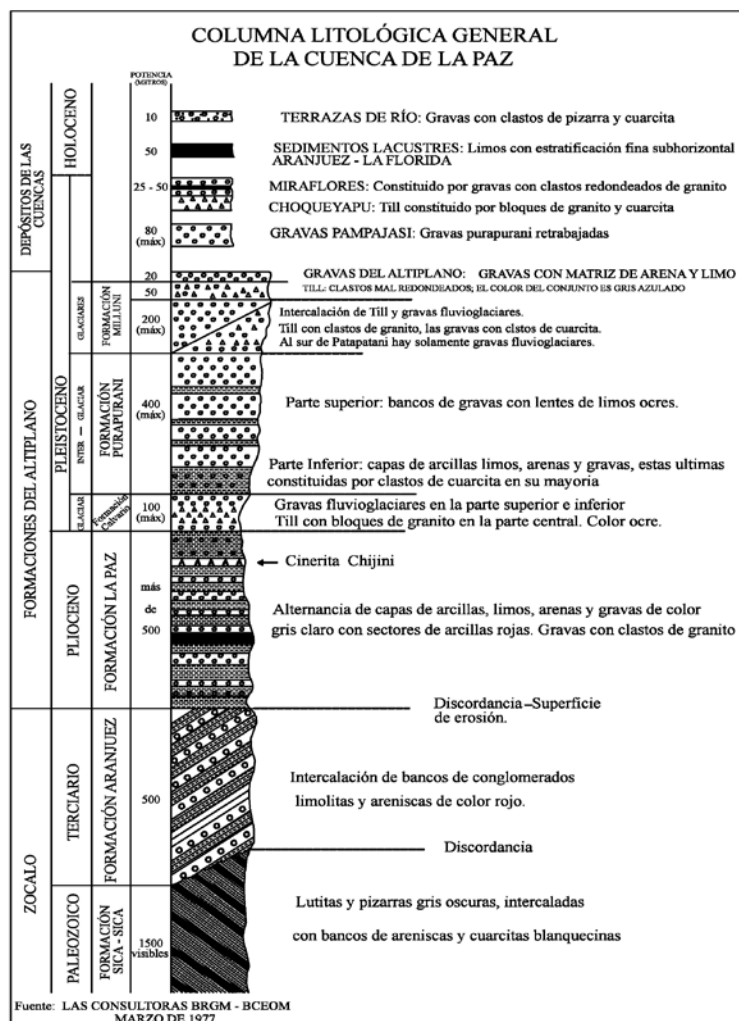 COLUMNA LITOLÓGICA GENERAL
DE LA CUENCA DE LA PAZ
POTENCIA
(METROS)
DEPÓSITOS DE LAS
CUENCAS
HOLOCENO
10
TERRAZAS DE RÍO: Gravas con clastos de pizarra y cuarcita
50
SEDIMENTOS LACUSTRES: Limos con estratificación fina subhorizontal
ARANJUEZ - LA FLORIDA
25 - 50
MIRAFLORES: Constituido por gravas con clastos redondeados de granito
CHOQUEYAPU: Till constituido por bloques de granito y cuarcita
80
(máx)
GRAVAS PAMPAJASI: Gravas purapurani retrabajadas
FORMACIONES DEL ALTIPLANO
PLEISTOCENO
GLACIARES
FORMACIÓN
MILLUNI
20
GRAVAS DEL ALTIPLANO: GRAVAS CON MATRIZ DE ARENA Y LIMO
50
TILL: CLASTOS MAL REDONDEADOS; EL COLOR DEL CONJUNTO ES GRIS AZULADO
200
(máx)
Intercalación de Till y gravas fluvioglaciares.
Till con clastos de granito, las gravas con clstos de cuarcita.
Al sur de Patapatani hay solamente gravas fluvioglaciares.
INTER - GLACIAR
FORMACIÓN
PURAPURANI
400
(máx)
Parte superior: bancos de gravas con lentes de limos ocres.
Parte Inferior: capas de arcillas limos, arenas y gravas, estas ultimas
constituidas por clastos de cuarcita en su mayoria
GLACIAR
Formación
Calvario
100
(máx)
Gravas fluvioglaciares en la parte superior e inferior
Till con bloques de granito en la parte central. Color ocre.
PLIOCENO
FORMACIÓN LA PAZ
Cinerita Chijini
más
de
500
Alternancia de capas de arcillas, limos, arenas y gravas de color
gris claro con sectores de arcillas rojas. Gravas con clastos de granito
Discordancia –Superfície
de erosión.
ZOCALO
TERCIARIO
FORMACIÓN ARANJUEZ
500
Intercalación de bancos de conglomerados
limolitas y areniscas de color rojo.
Discordancia
PALEOZOICO
FORMACIÓN
SICA - SICA
1500
visibles
Lutitas y pizarras gris oscuras, intercaladas
con bancos de areniscas y cuarcitas blanquecinas
Fuente: LAS CONSULTORAS BRGM - BCEOM
MARZO DE 1977